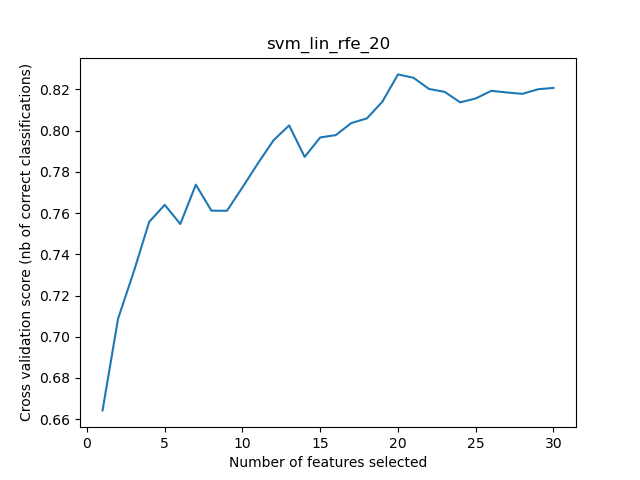 svm_lin_rfe_20
Cross validation score (nb of correct classifications)
0.82
0.80
0.78
0.76
0.74
0.72
0.70
0.68
0.66
0 5 10 15 20 25 30
Number of features selected